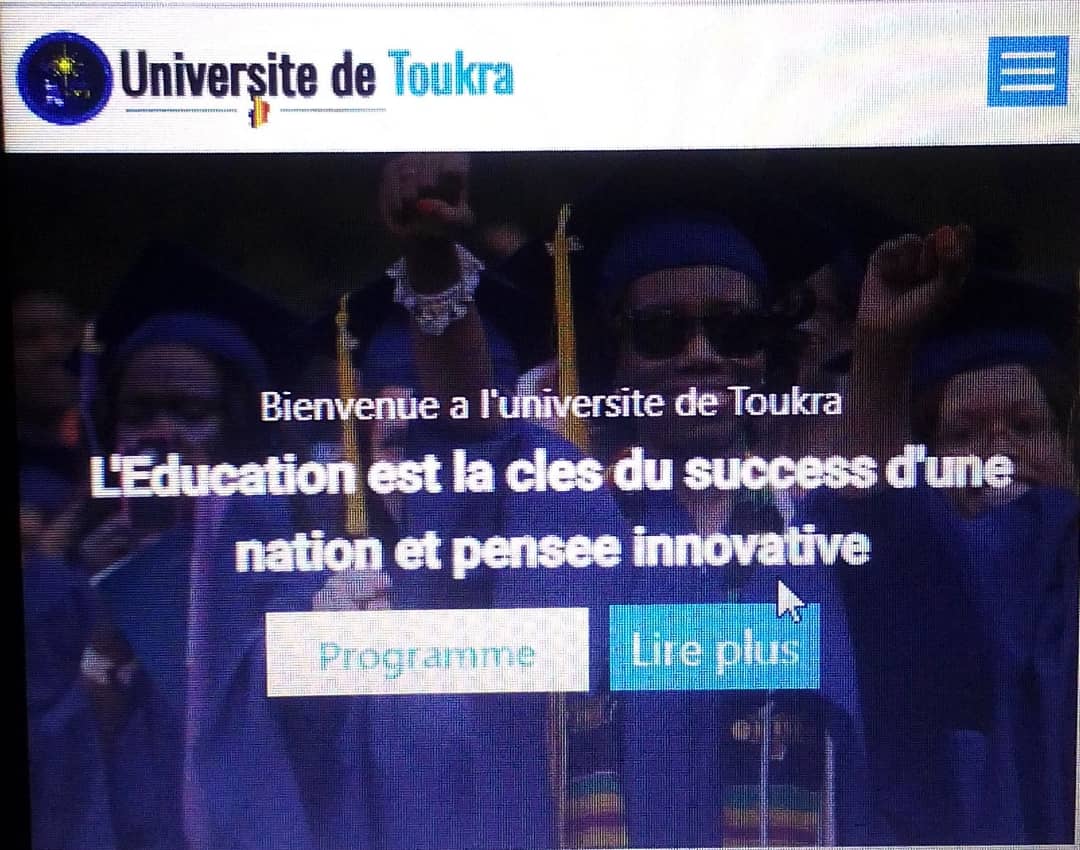 Universite de Toukra
Bienvenue a l'universite de Toukra
L'Education est la cles du success d'une
nation et pensee innovative
Programme
Lire plus